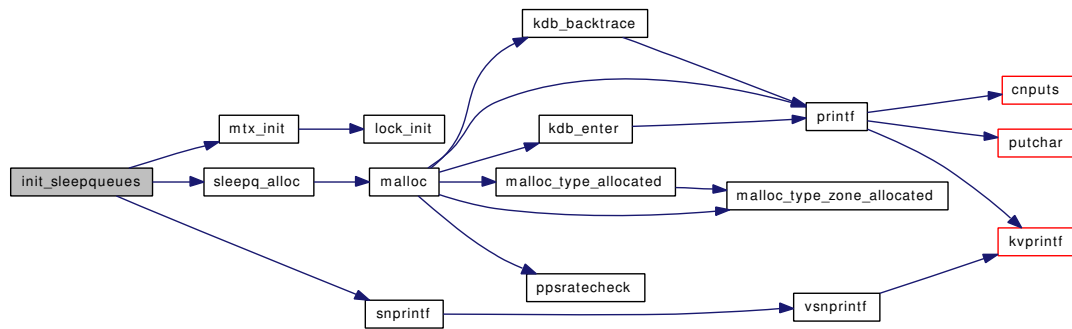 kdb_backtrace
cnputs
printf
mtx_init
lock_init
kdb_enter
putchar
init_sleepqueues
sleepq_alloc
malloc
malloc_type_allocated
malloc_type_zone_allocated
kvprintf
ppsratecheck
snprintf
vsnprintf